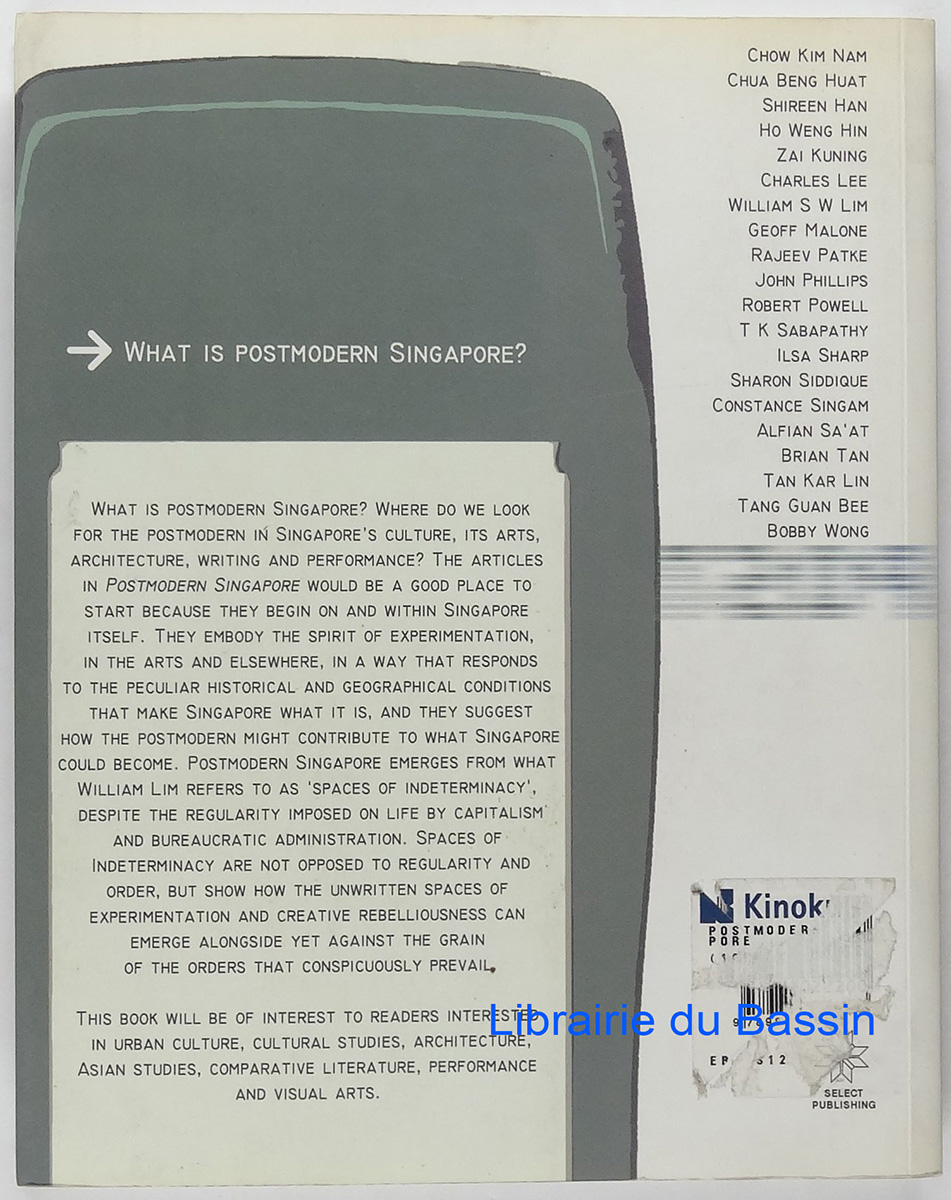 CHOW KIM NAM
CHUA BENG HUAT
SHIREEN HAN
HO WENG HIN
ZAI KUNING
CHARLES LEE
WILLIAM S W LIM
GEOFF MALONE
RAJEEV PATKE
JOHN PHILLIPS
ROBERT POWELL
T K SABAPATHY
ILSA SHARP
SHARON SIDDIQUE
CONSTANCE SINGAM
ALFIAN SA'AT
BRIAN TAN
TAN KAR LIN
TANG GUAN BEE
BOBBY WONG
→ WHAT IS POSTMODERN SINGAPORE?
WHAT IS POSTMODERN SINGAPORE? WHERE DO WE LOOK
FOR THE POSTMODERN IN SINGAPORE'S CULTURE, ITS ARTS,
ARCHITECTURE, WRITING AND PERFORMANCE? THE ARTICLES
IN POSTMODERN SINGAPORE WOULD BE A GOOD PLACE TO
START BECAUSE THEY BEGIN ON AND WITHIN SINGAPORE
ITSELF. THEY EMBODY THE SPIRIT OF EXPERIMENTATION,
IN THE ARTS AND ELSEWHERE, IN A WAY THAT RESPONDS
TO THE PECULIAR HISTORICAL AND GEOGRAPHICAL CONDITIONS
THAT MAKE SINGAPORE WHAT IT IS, AND THEY SUGGEST
HOW THE POSTMODERN MIGHT CONTRIBUTE TO WHAT SINGAPORE
COULD BECOME. POSTMODERN SINGAPORE EMERGES FROM WHAT
WILLIAM LIM REFERS TO AS 'SPACES OF INDETERMINACY',
DESPITE THE REGULARITY IMPOSED ON LIFE BY CAPITALISM
AND BUREAUCRATIC ADMINISTRATION. SPACES OF
INDETERMINACY ARE NOT OPPOSED TO REGULARITY AND
ORDER, BUT SHOW HOW THE UNWRITTEN SPACES OF
EXPERIMENTATION AND CREATIVE REBELLIOUSNESS CAN
EMERGE ALONGSIDE YET AGAINST THE GRAIN
OF THE ORDERS THAT CONSPICUOUSLY PREVAIL.
THIS BOOK WILL BE OF INTEREST TO READERS INTERESTED
IN URBAN CULTURE, CULTURAL STUDIES, ARCHITECTURE,
ASIAN STUDIES, COMPARATIVE LITERATURE, PERFORMANCE
AND VISUAL ARTS.
Kinok
POSTMODER
PORE
Librairie du Bassin
SELECT
PUBLISHING